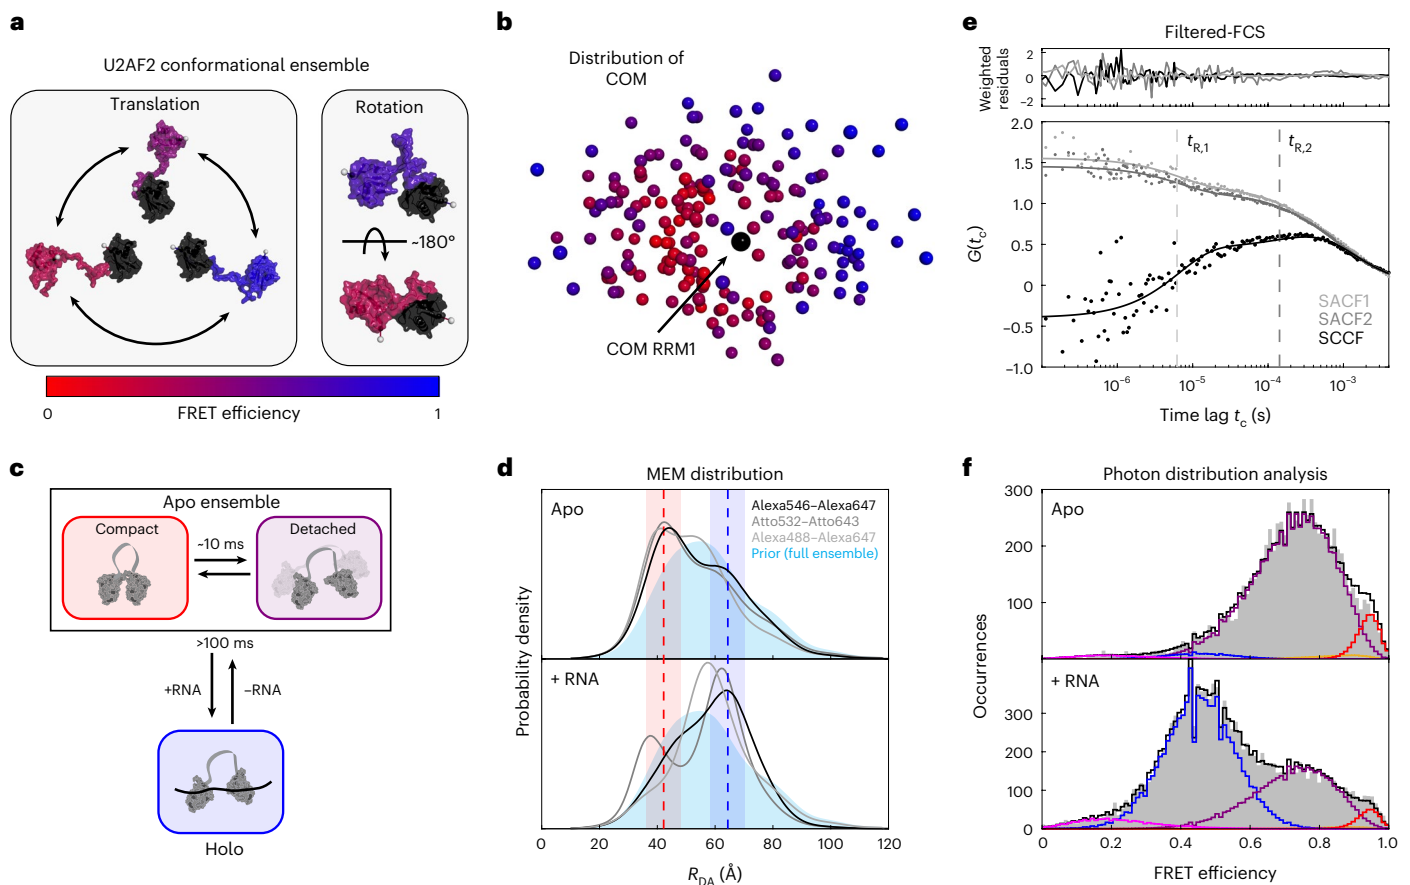 a
U2AF2 conformational ensemble
Translation
Rotation
~180°
0
FRET efficiency
1
b
Distribution of
COM
COM RRM1
c
Apo ensemble
Compact
~10 ms
Detached
>100 ms
+RNA
–RNA
Holo
d
MEM distribution
Apo
Alexa546–Alexa647
Atto532–Atto643
Alexa488–Alexa647
Prior (full ensemble)
+ RNA
Probability density
0
20
40
60
80
100
120
R_DA (Å)
e
Filtered-FCS
Weighted
residuals
2
0
–2
2.0
1.5
1.0
0.5
0
–0.5
–1.0
G(t_c)
t_R,1
t_R,2
SACF1
SACF2
SCCF
10⁻⁶
10⁻⁵
10⁻⁴
10⁻³
Time lag t_c (s)
f
Photon distribution analysis
Apo
300
200
100
+ RNA
300
200
100
0
Occurrences
0
0.2
0.4
0.6
0.8
1.0
FRET efficiency